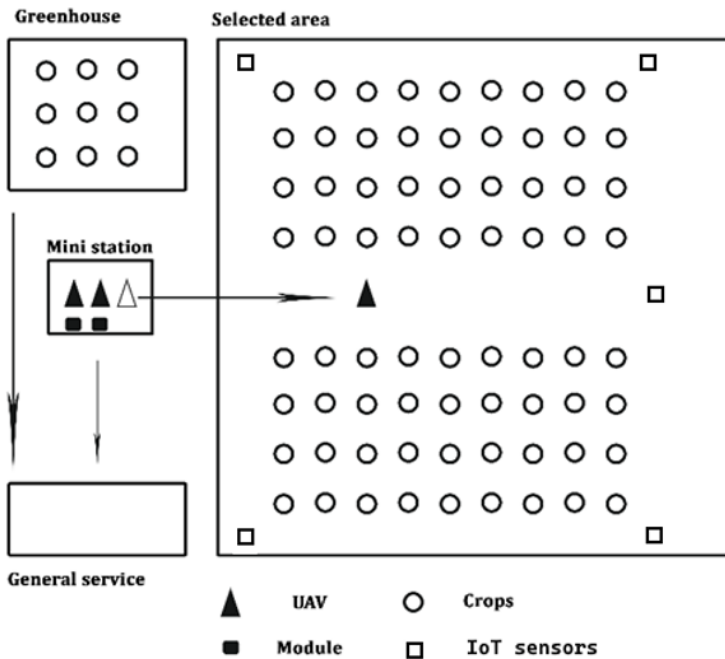 Greenhouse
Selected area
Mini station
General service
UAV
Crops
Module
IoT sensors